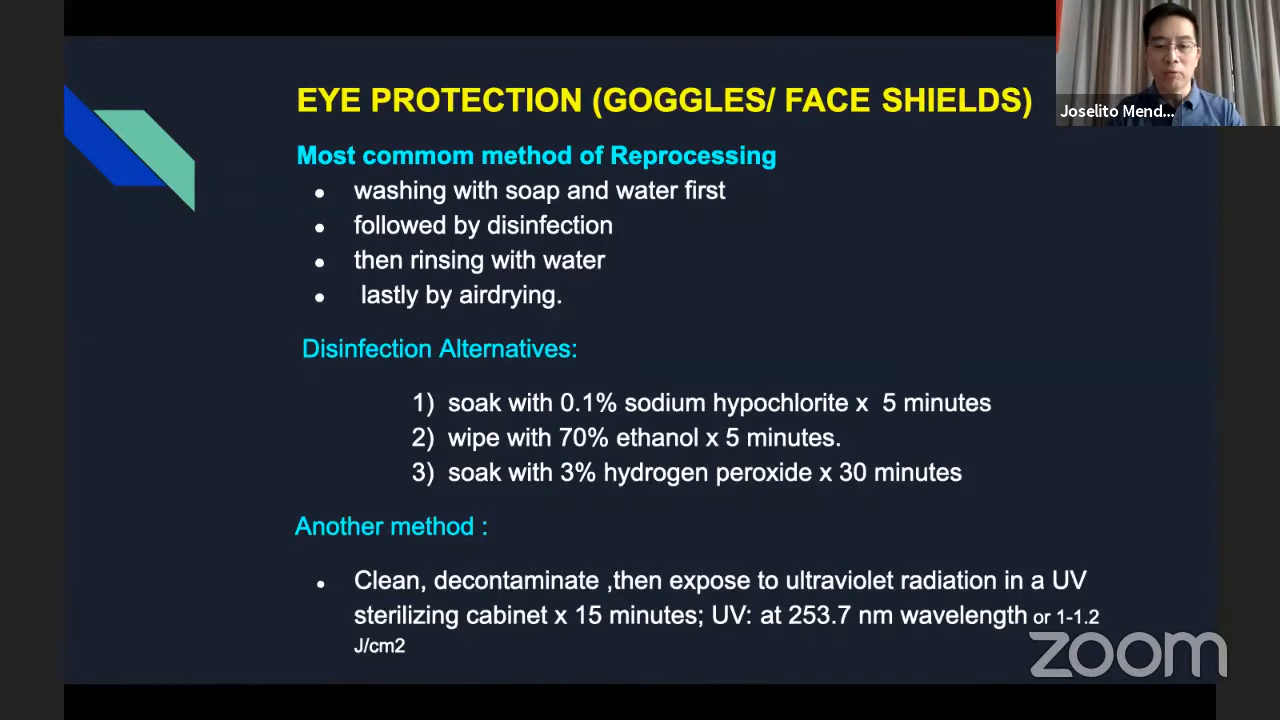 EYE PROTECTION (GOGGLES/ FACE SHIELDS)
Joselito Mend...
Most commom method of Reprocessing
• washing with soap and water first
• followed by disinfection
• then rinsing with water
• lastly by airdrying.
Disinfection Alternatives:
1) soak with 0.1% sodium hypochlorite x 5 minutes
2) wipe with 70% ethanol x 5 minutes.
3) soak with 3% hydrogen peroxide x 30 minutes
Another method :
• Clean, decontaminate ,then expose to ultraviolet radiation in a UV
sterilizing cabinet x 15 minutes; UV: at 253.7 nm wavelength or 1-1.2
J/cm2
zoom